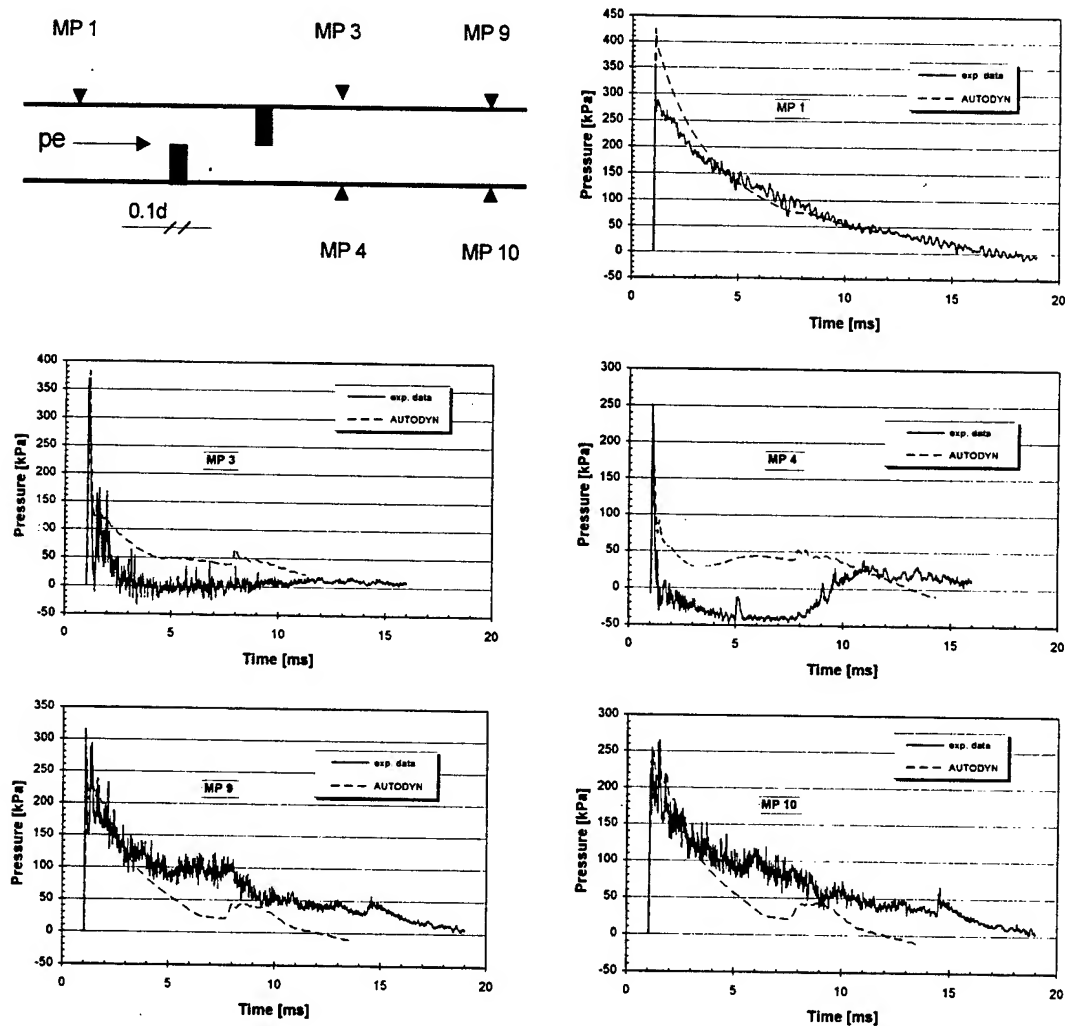 MP 1
MP 3
MP 9
pe
0.1d
MP 4
MP 10
Pressure [kPa]
450
400
350
300
250
200
150
100
50
0
-50
exp. data
AUTODYN
MP 1
0
5
10
15
20
Time [ms]
Pressure [kPa]
400
350
300
250
200
150
100
50
0
-50
exp. data
AUTODYN
MP 3
0
5
10
15
20
Time [ms]
Pressure [kPa]
300
250
200
150
100
50
0
-50
exp. data
AUTODYN
MP 4
0
5
10
15
20
Time [ms]
Pressure [kPa]
350
300
250
200
150
100
50
0
-50
exp. data
AUTODYN
MP 9
0
5
10
15
20
Time [ms]
Pressure [kPa]
300
250
200
150
100
50
0
-50
exp. data
AUTODYN
MP 10
0
5
10
15
20
Time [ms]